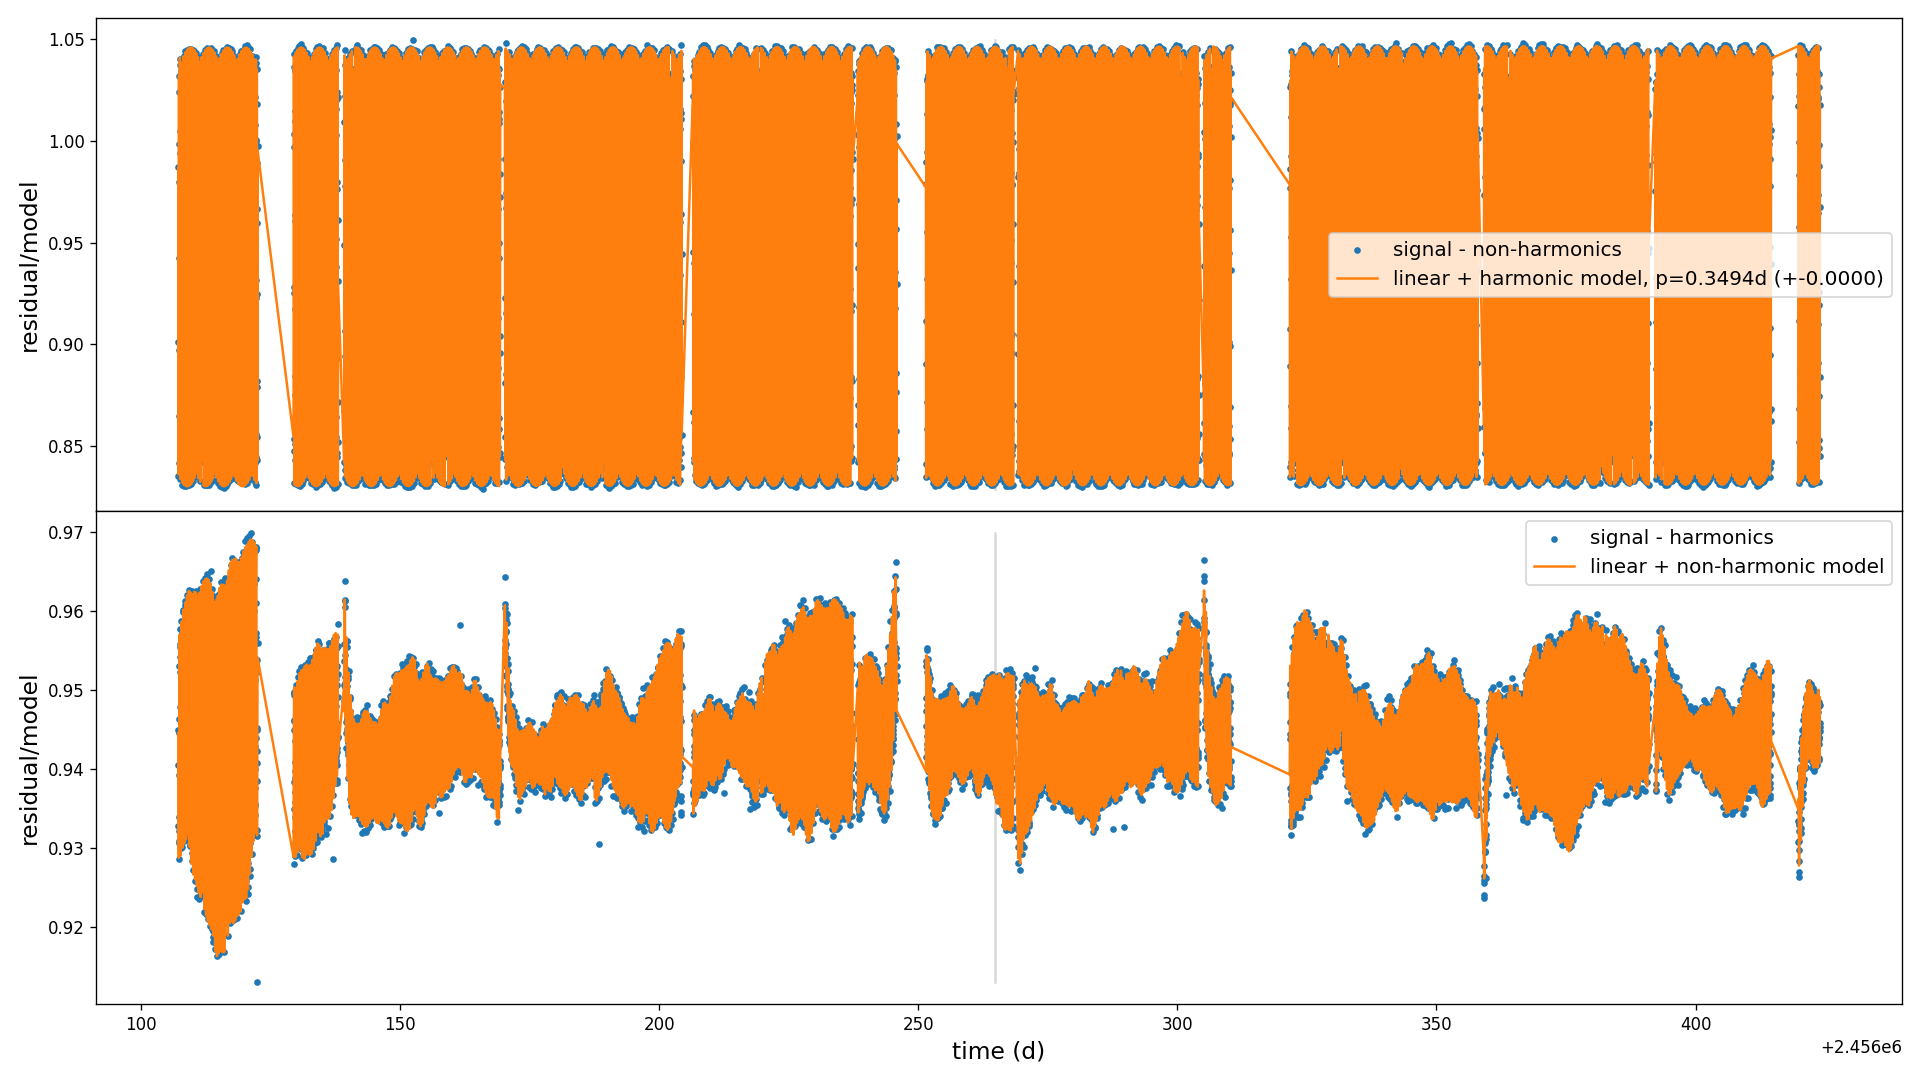 1.05
1.00
0.95
0.90
0.85
residual/model
signal - non-harmonics
linear + harmonic model, p=0.3494d (+-0.0000)
0.97
0.96
0.95
0.94
0.93
0.92
residual/model
signal - harmonics
linear + non-harmonic model
100 150 200 250 300 350 400
time (d)
+2.456e6